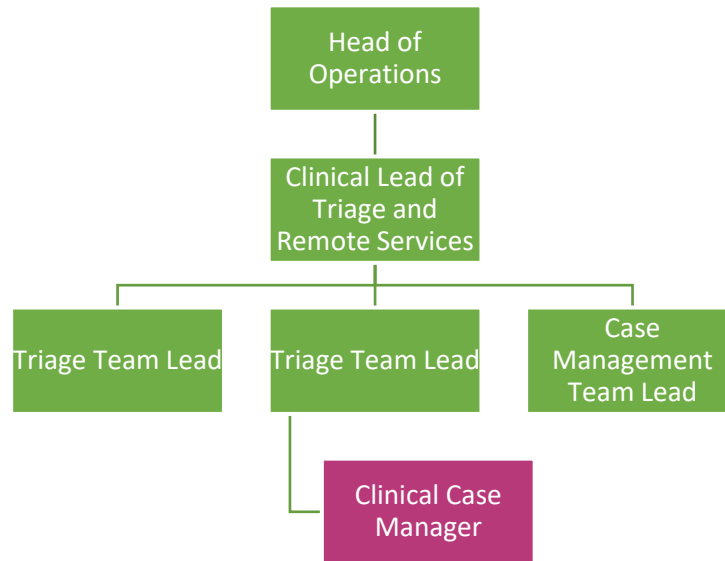 Head of
Operations
Clinical Lead of
Triage and
Remote Services
Triage Team Lead
Triage Team Lead
Case
Management
Team Lead
Clinical Case
Manager